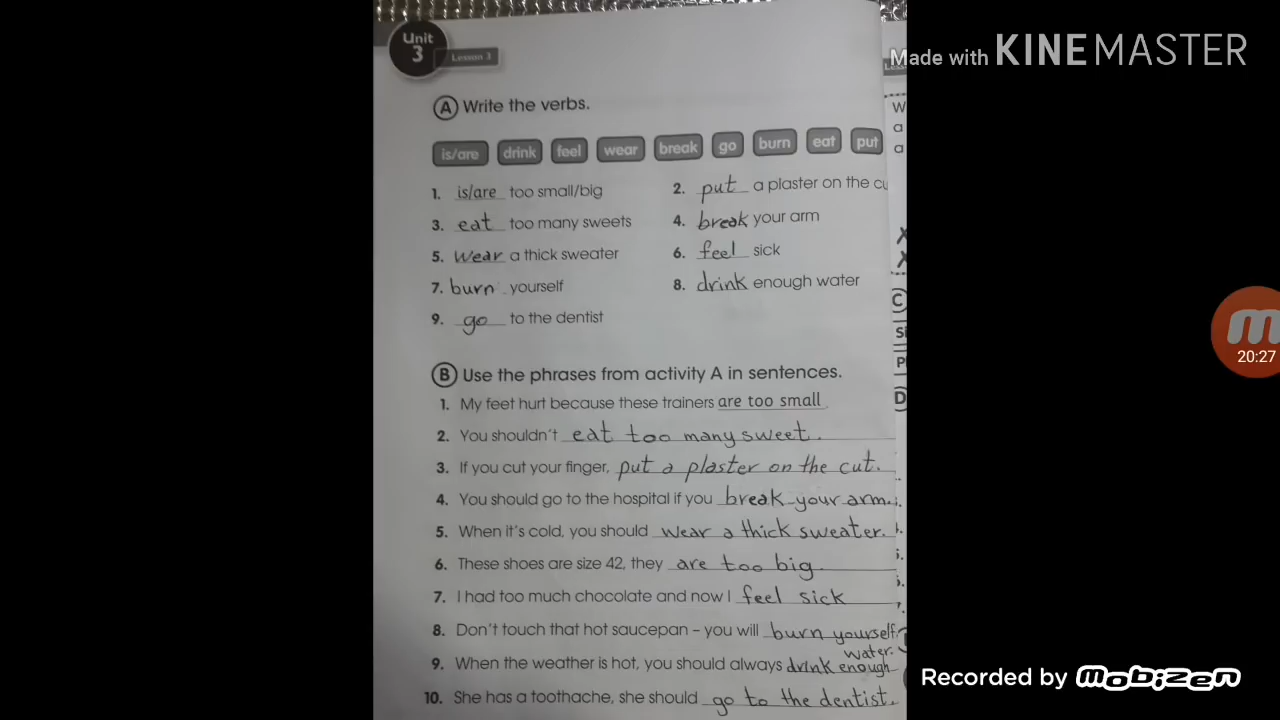 Unit
3
Lesson 3
Made with KINEMASTER
A Write the verbs.
is/are drink feel wear break go burn eat put
1. is/are too small/big
2. put a plaster on the cu
3. eat too many sweets
4. break your arm
5. wear a thick sweater
6. feel sick
7. burn yourself
8. drink enough water
9. go to the dentist
B Use the phrases from activity A in sentences.
1. My feet hurt because these trainers are too small.
2. You shouldn't eat too many sweet.
3. If you cut your finger, put a plaster on the cut.
4. You should go to the hospital if you break your arm.
5. When it's cold, you should wear a thick sweater.
6. These shoes are size 42, they are too big
7. I had too much chocolate and now I feel sick
8. Don't touch that hot saucepan – you will burn yourself.
9. When the weather is hot, you should always drink enough water.
10. She has a toothache, she should go to the dentist.
20:27
Recorded by mobizen